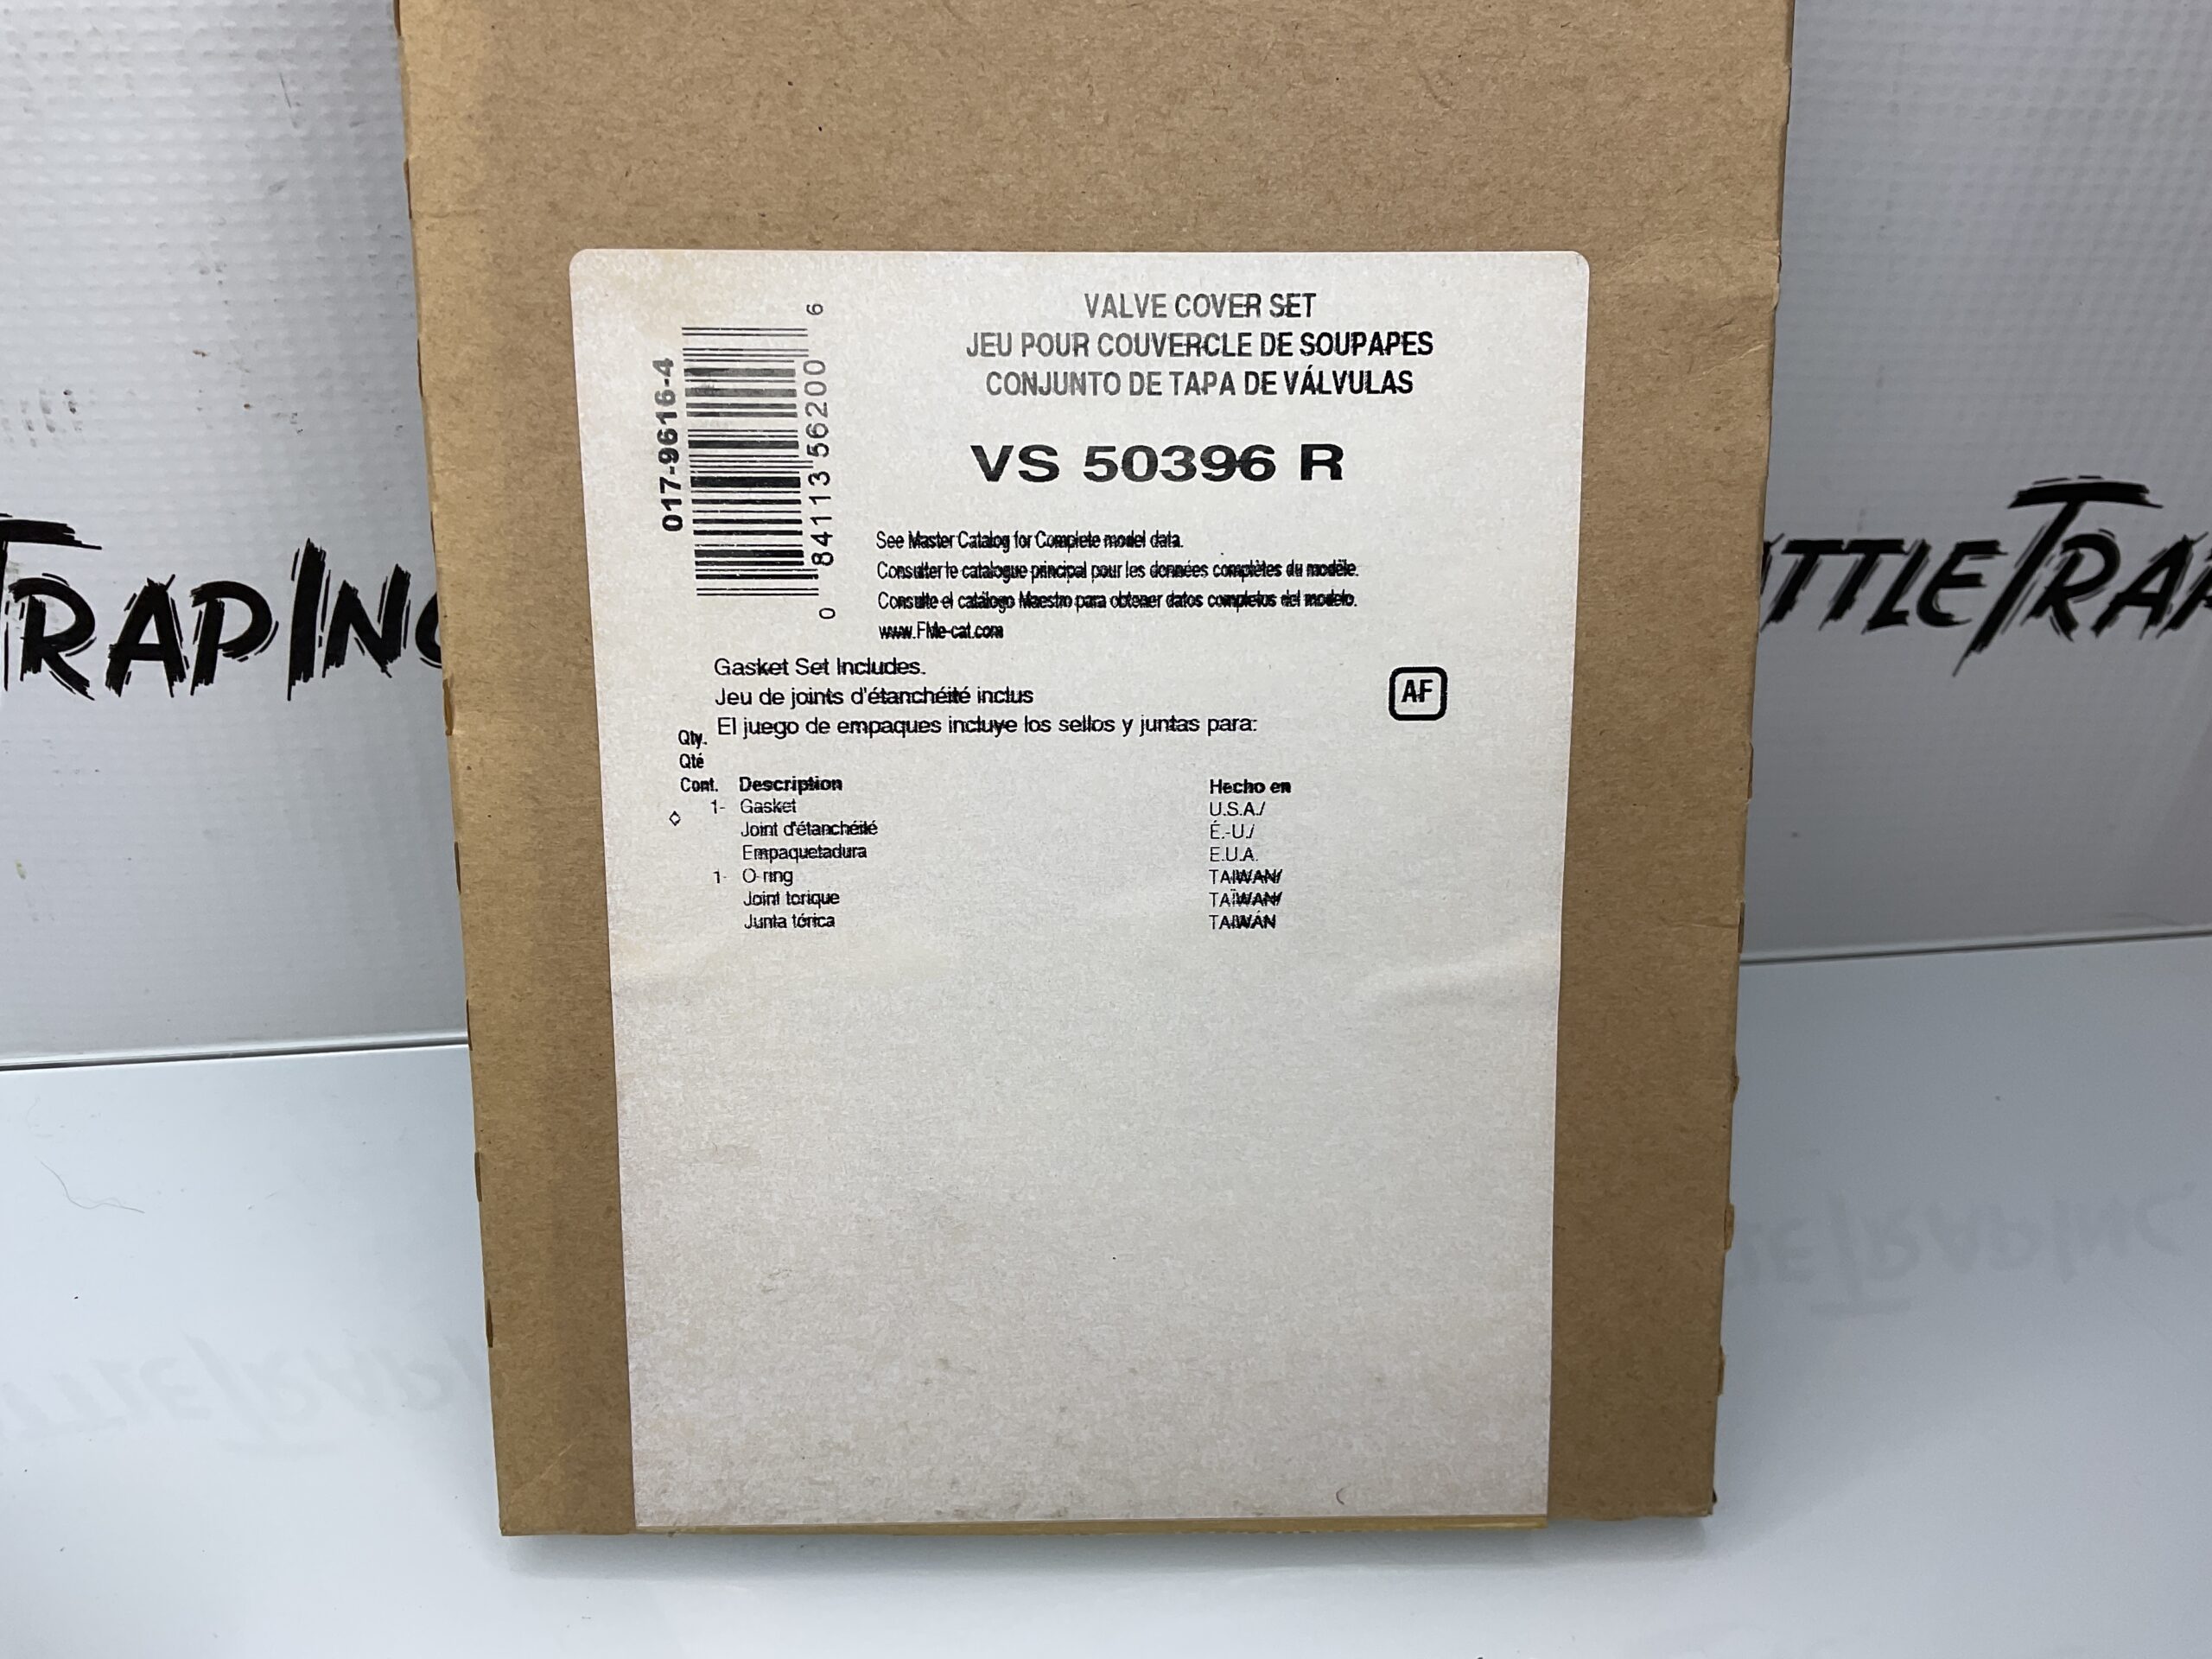 VALVE COVER SET
JEU POUR COUVERCLE DE SOUPAPES
CONJUNTO DE TAPA DE VÁLVULAS
VS 50396 R
017-9616-4
0 84113 56200 6
See Master Catalog for Complete model data.
Consulter le catalogue principal pour les données complètes du modèle.
Consulte el catálogo Maestro para obtener datos completos del modelo.
www.FMe-cat.com
Gasket Set Includes.
Jeu de joints d'étanchéité inclus
El juego de empaques incluye los sellos y juntas para:
AF
Qty.
Qté
Cont. Description Hecho en
1- Gasket U.S.A./
Joint d'étanchéité É.-U./
Empaquetadura E.U.A.
1- O-ring TAIWAN/
Joint torique TAÏWAN/
Junta tórica TAIWÁN
TRAP INC
TTLETRAP